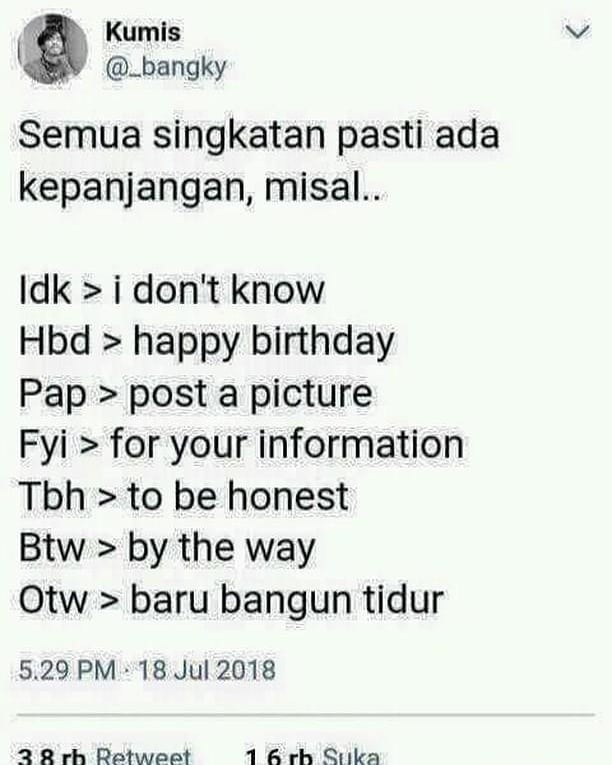 Kumis
@_bangky
Semua singkatan pasti ada
kepanjangan, misal..
Idk > i don't know
Hbd > happy birthday
Pap > post a picture
Fyi > for your information
Tbh > to be honest
Btw > by the way
Otw > baru bangun tidur
5.29 PM · 18 Jul 2018
3 8 rb Retweet 1 6 rb Suka